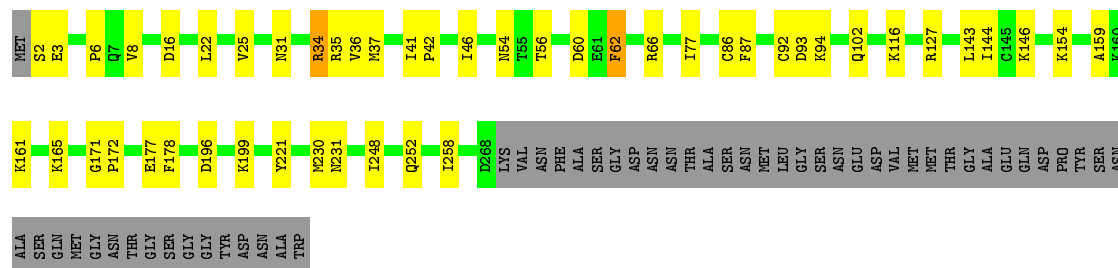 MET S2 E3 P6 Q7 V8 D16 L22 V25 N31 R34 R35 V36 M37 I41 P42 I46 N54 T55 T56 D60 E61 F62 R66 I77 C86 F87 C92 D93 K94 Q102 K116 R127 L143 I144 C145 K146 K154 A159 K160
K161 K165 G171 P172 E177 F178 D196 K199 Y221 M230 N231 I248 Q252 I258 D268 LYS VAL ASN PHE ALA SER GLY ASP ASN ASN THR ALA SER ASN MET LEU GLY SER ASN GLU ASP VAL MET MET THR GLY ALA GLU GLN ASP PRO TYR SER ASN
ALA SER GLN MET GLY ASN THR GLY SER GLY GLY TYR ASP ASN ALA TRP